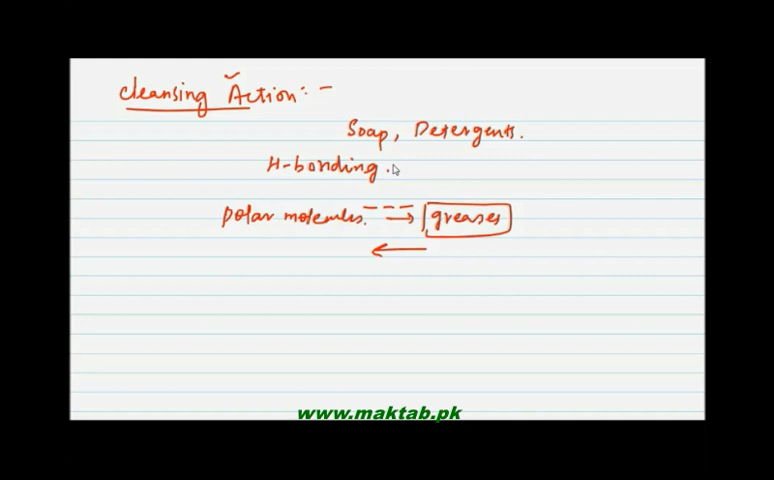 Cleansing Action:-
Soap, Detergents.
H-bonding.
polar molecules. ---→ greases
←
www.maktab.pk